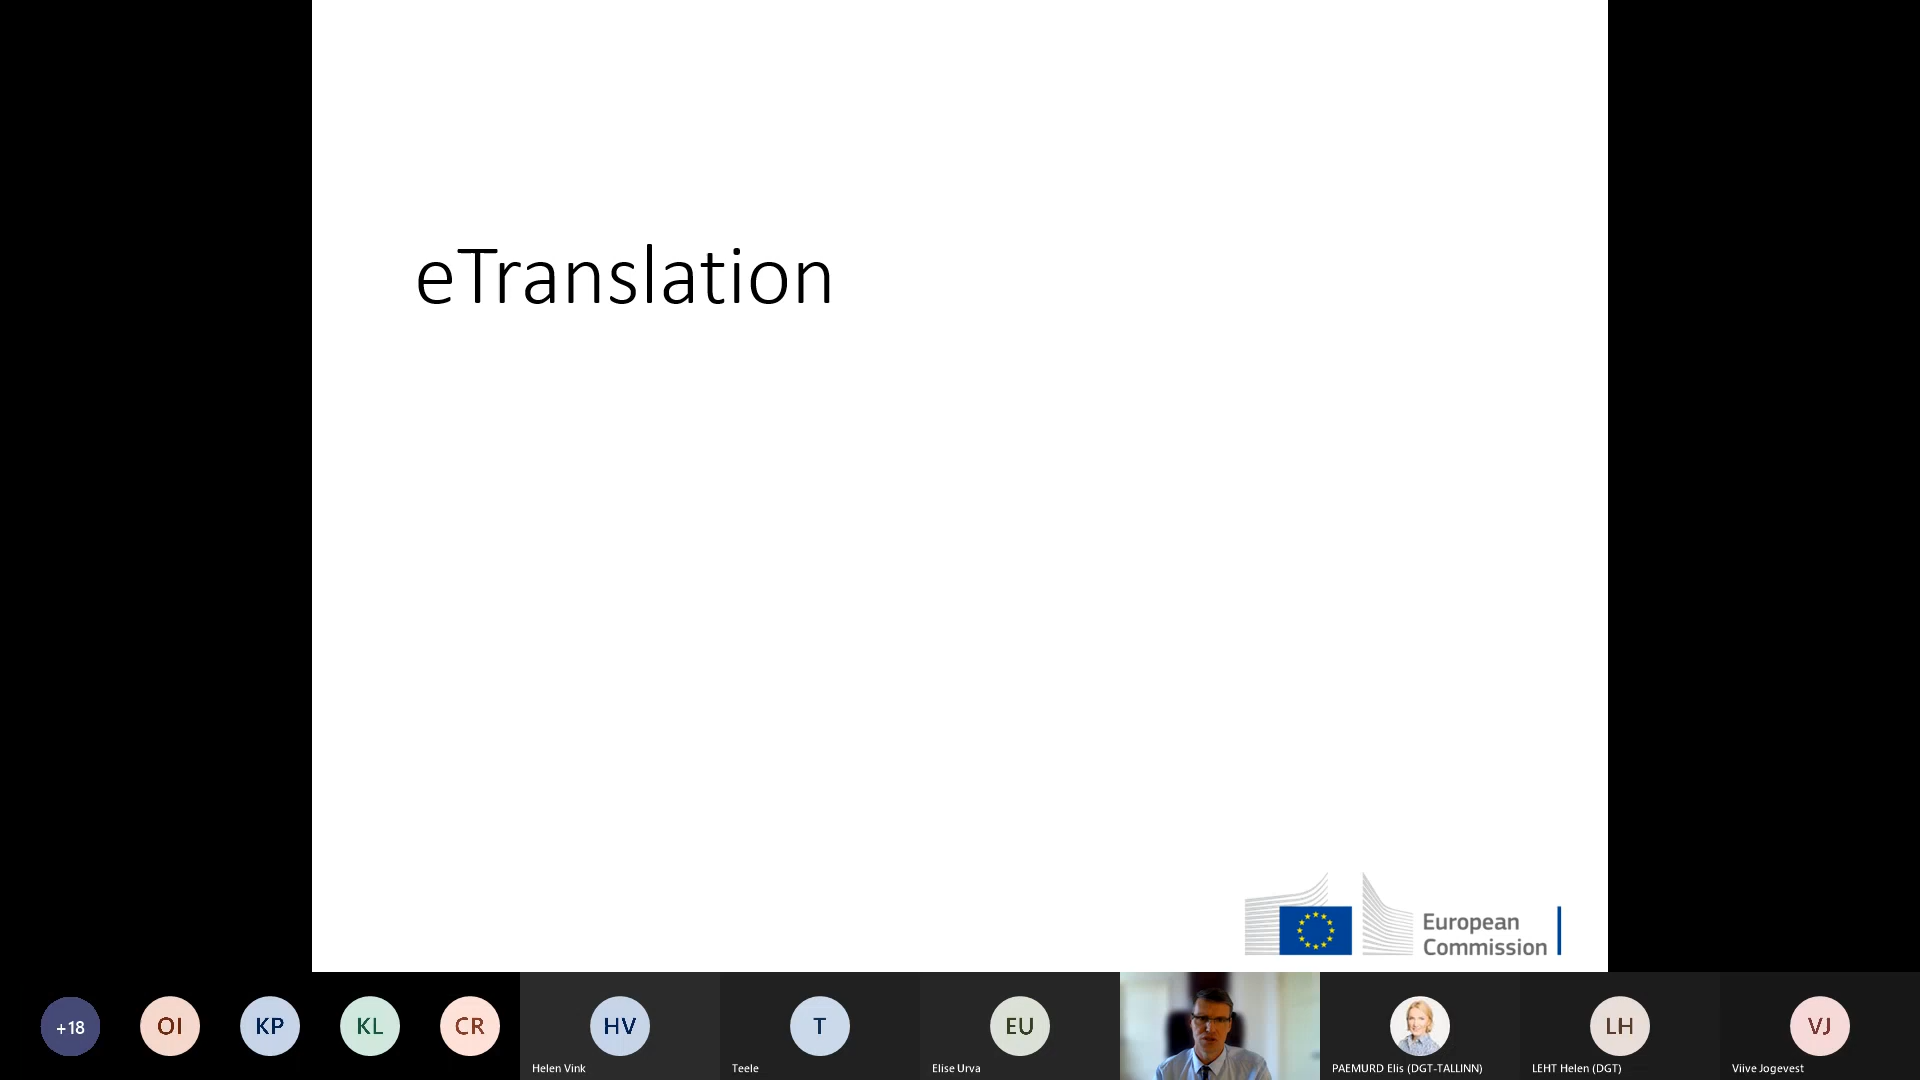 eTranslation
European
Commission
+18
OI
KP
KL
CR
HV
T
EU
LH
VJ
Helen Vink
Teele
Elise Urva
PAEMURD Elis (DGT-TALLINN)
LEHT Helen (DGT)
Viive Jogevest